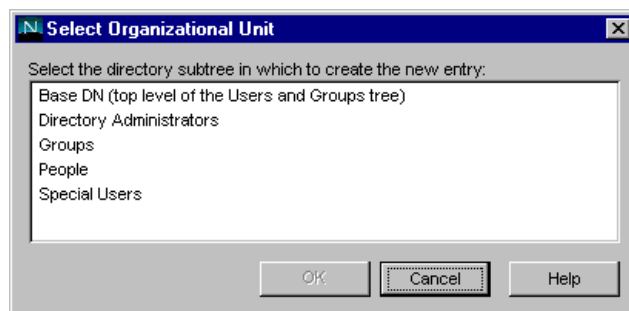 N Select Organizational Unit
Select the directory subtree in which to create the new entry:
Base DN (top level of the Users and Groups tree)
Directory Administrators
Groups
People
Special Users
OK Cancel Help